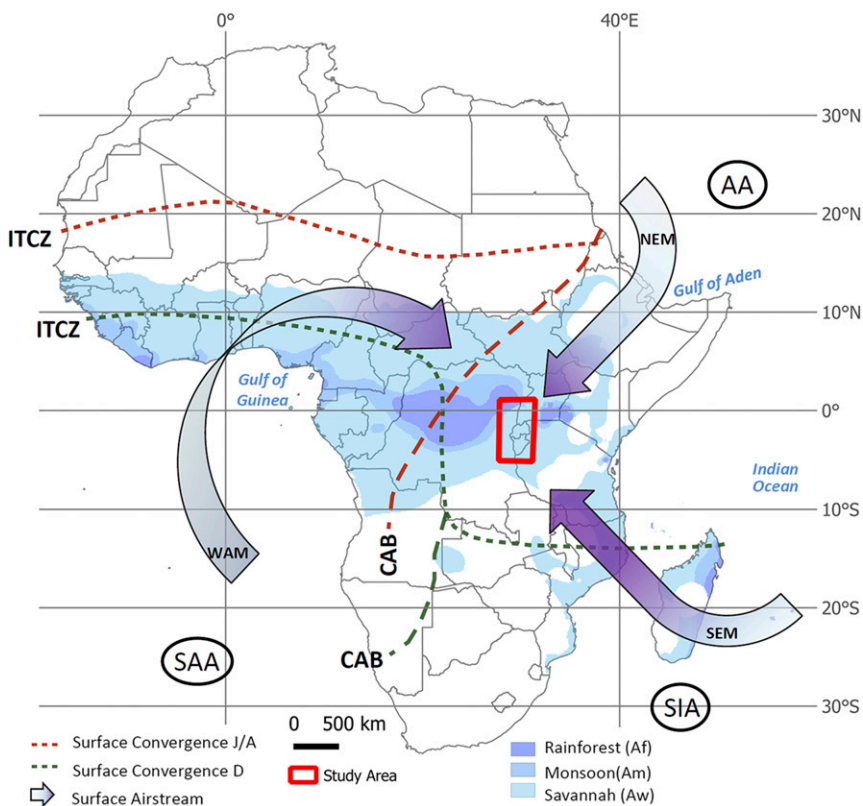 0°
40°E
30°N
AA
20°N
ITCZ
NEM
Gulf of Aden
10°N
ITCZ
Gulf of
Guinea
0°
Indian
Ocean
10°S
CAB
WAM
20°S
SEM
CAB
SAA
SIA
30°S
0 500 km
Surface Convergence J/A
Surface Convergence D
Surface Airstream
Study Area
Rainforest (Af)
Monsoon(Am)
Savannah (Aw)